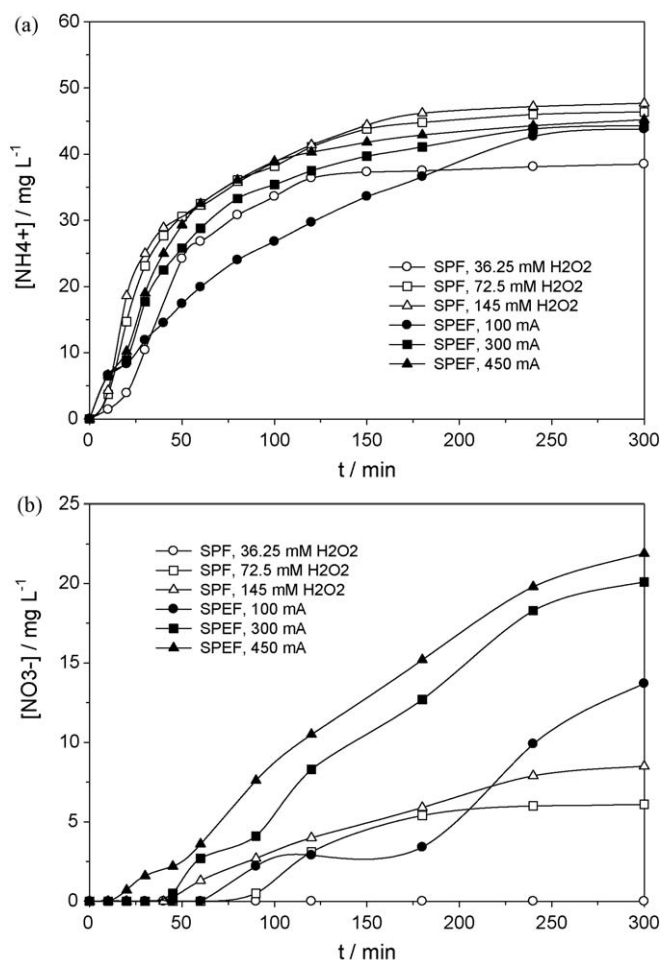 (a)
60
50
40
30
20
10
0
[NH4+] / mg L⁻¹
SPF, 36.25 mM H2O2
SPF, 72.5 mM H2O2
SPF, 145 mM H2O2
SPEF, 100 mA
SPEF, 300 mA
SPEF, 450 mA
0 50 100 150 200 250 300
t / min
(b)
25
20
15
10
5
0
[NO3-] / mg L⁻¹
SPF, 36.25 mM H2O2
SPF, 72.5 mM H2O2
SPF, 145 mM H2O2
SPEF, 100 mA
SPEF, 300 mA
SPEF, 450 mA
0 50 100 150 200 250 300
t / min